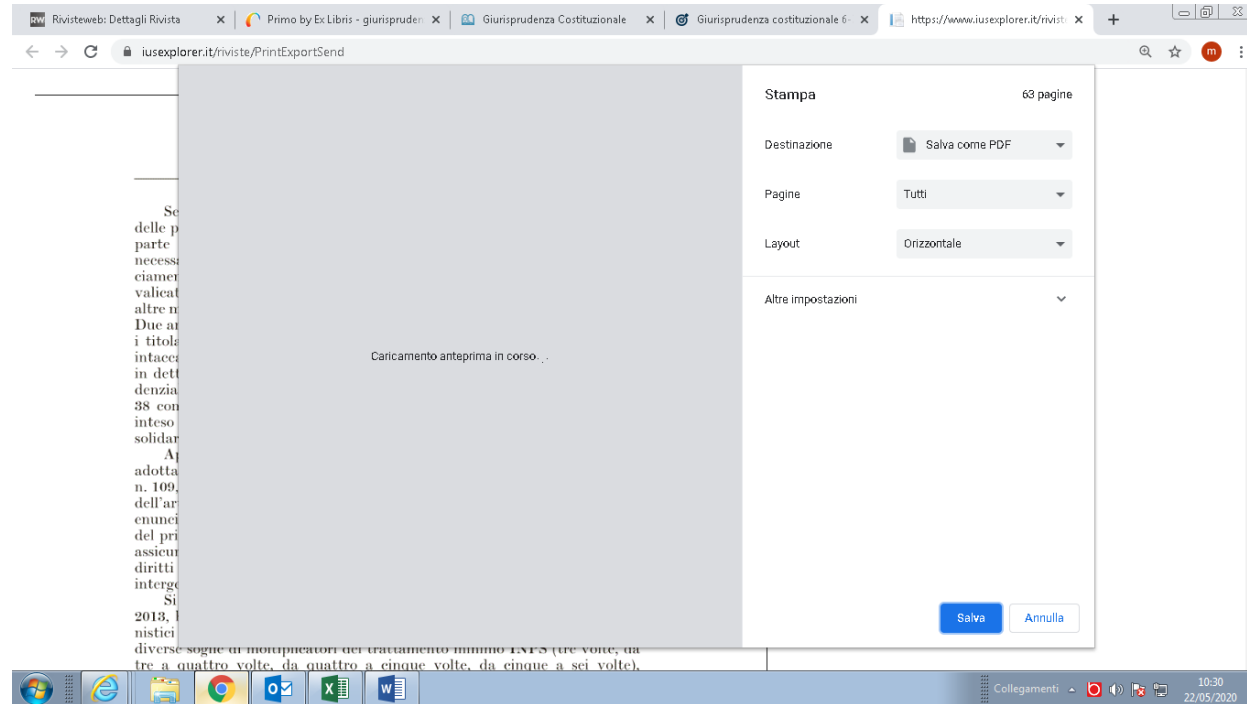 Rivisteweb: Dettagli Rivista
Primo by Ex Libris - giurispruden
Giurisprudenza Costituzionale
Giurisprudenza costituzionale 6-
https://www.iusexplorer.it/rivist
iusexplorer.it/riviste/PrintExportSend
m
Stampa
63 pagine
Destinazione
Salva come PDF
Pagine
Tutti
Layout
Orizzontale
Altre impostazioni
Caricamento anteprima in corso...
Salva
Annulla
Se
delle p
parte
necessa
ciamen
valicat
altre m
Due an
i titola
intacca
in dett
denzia
38 con
inteso
solidar
Ap
adotta
n. 109,
dell'ar
enunci
del pri
assicur
diritti
interge
Si
2013, l
nistici
diverse soglie di moltiplicatori del trattamento minimo INPS (tre volte, da
tre a quattro volte, da quattro a cinque volte, da cinque a sei volte),
Collegamenti
10:30
22/05/2020